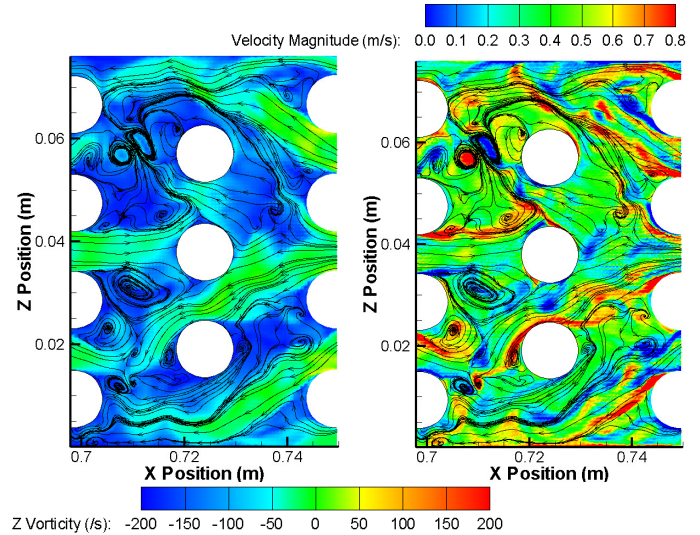 Velocity Magnitude (m/s): 0.0 0.1 0.2 0.3 0.4 0.5 0.6 0.7 0.8
Z Position (m)
0.06
0.04
0.02
0.7 0.72 0.74
X Position (m)
Z Position (m)
0.06
0.04
0.02
0.7 0.72 0.74
X Position (m)
Z Vorticity (/s): -200 -150 -100 -50 0 50 100 150 200